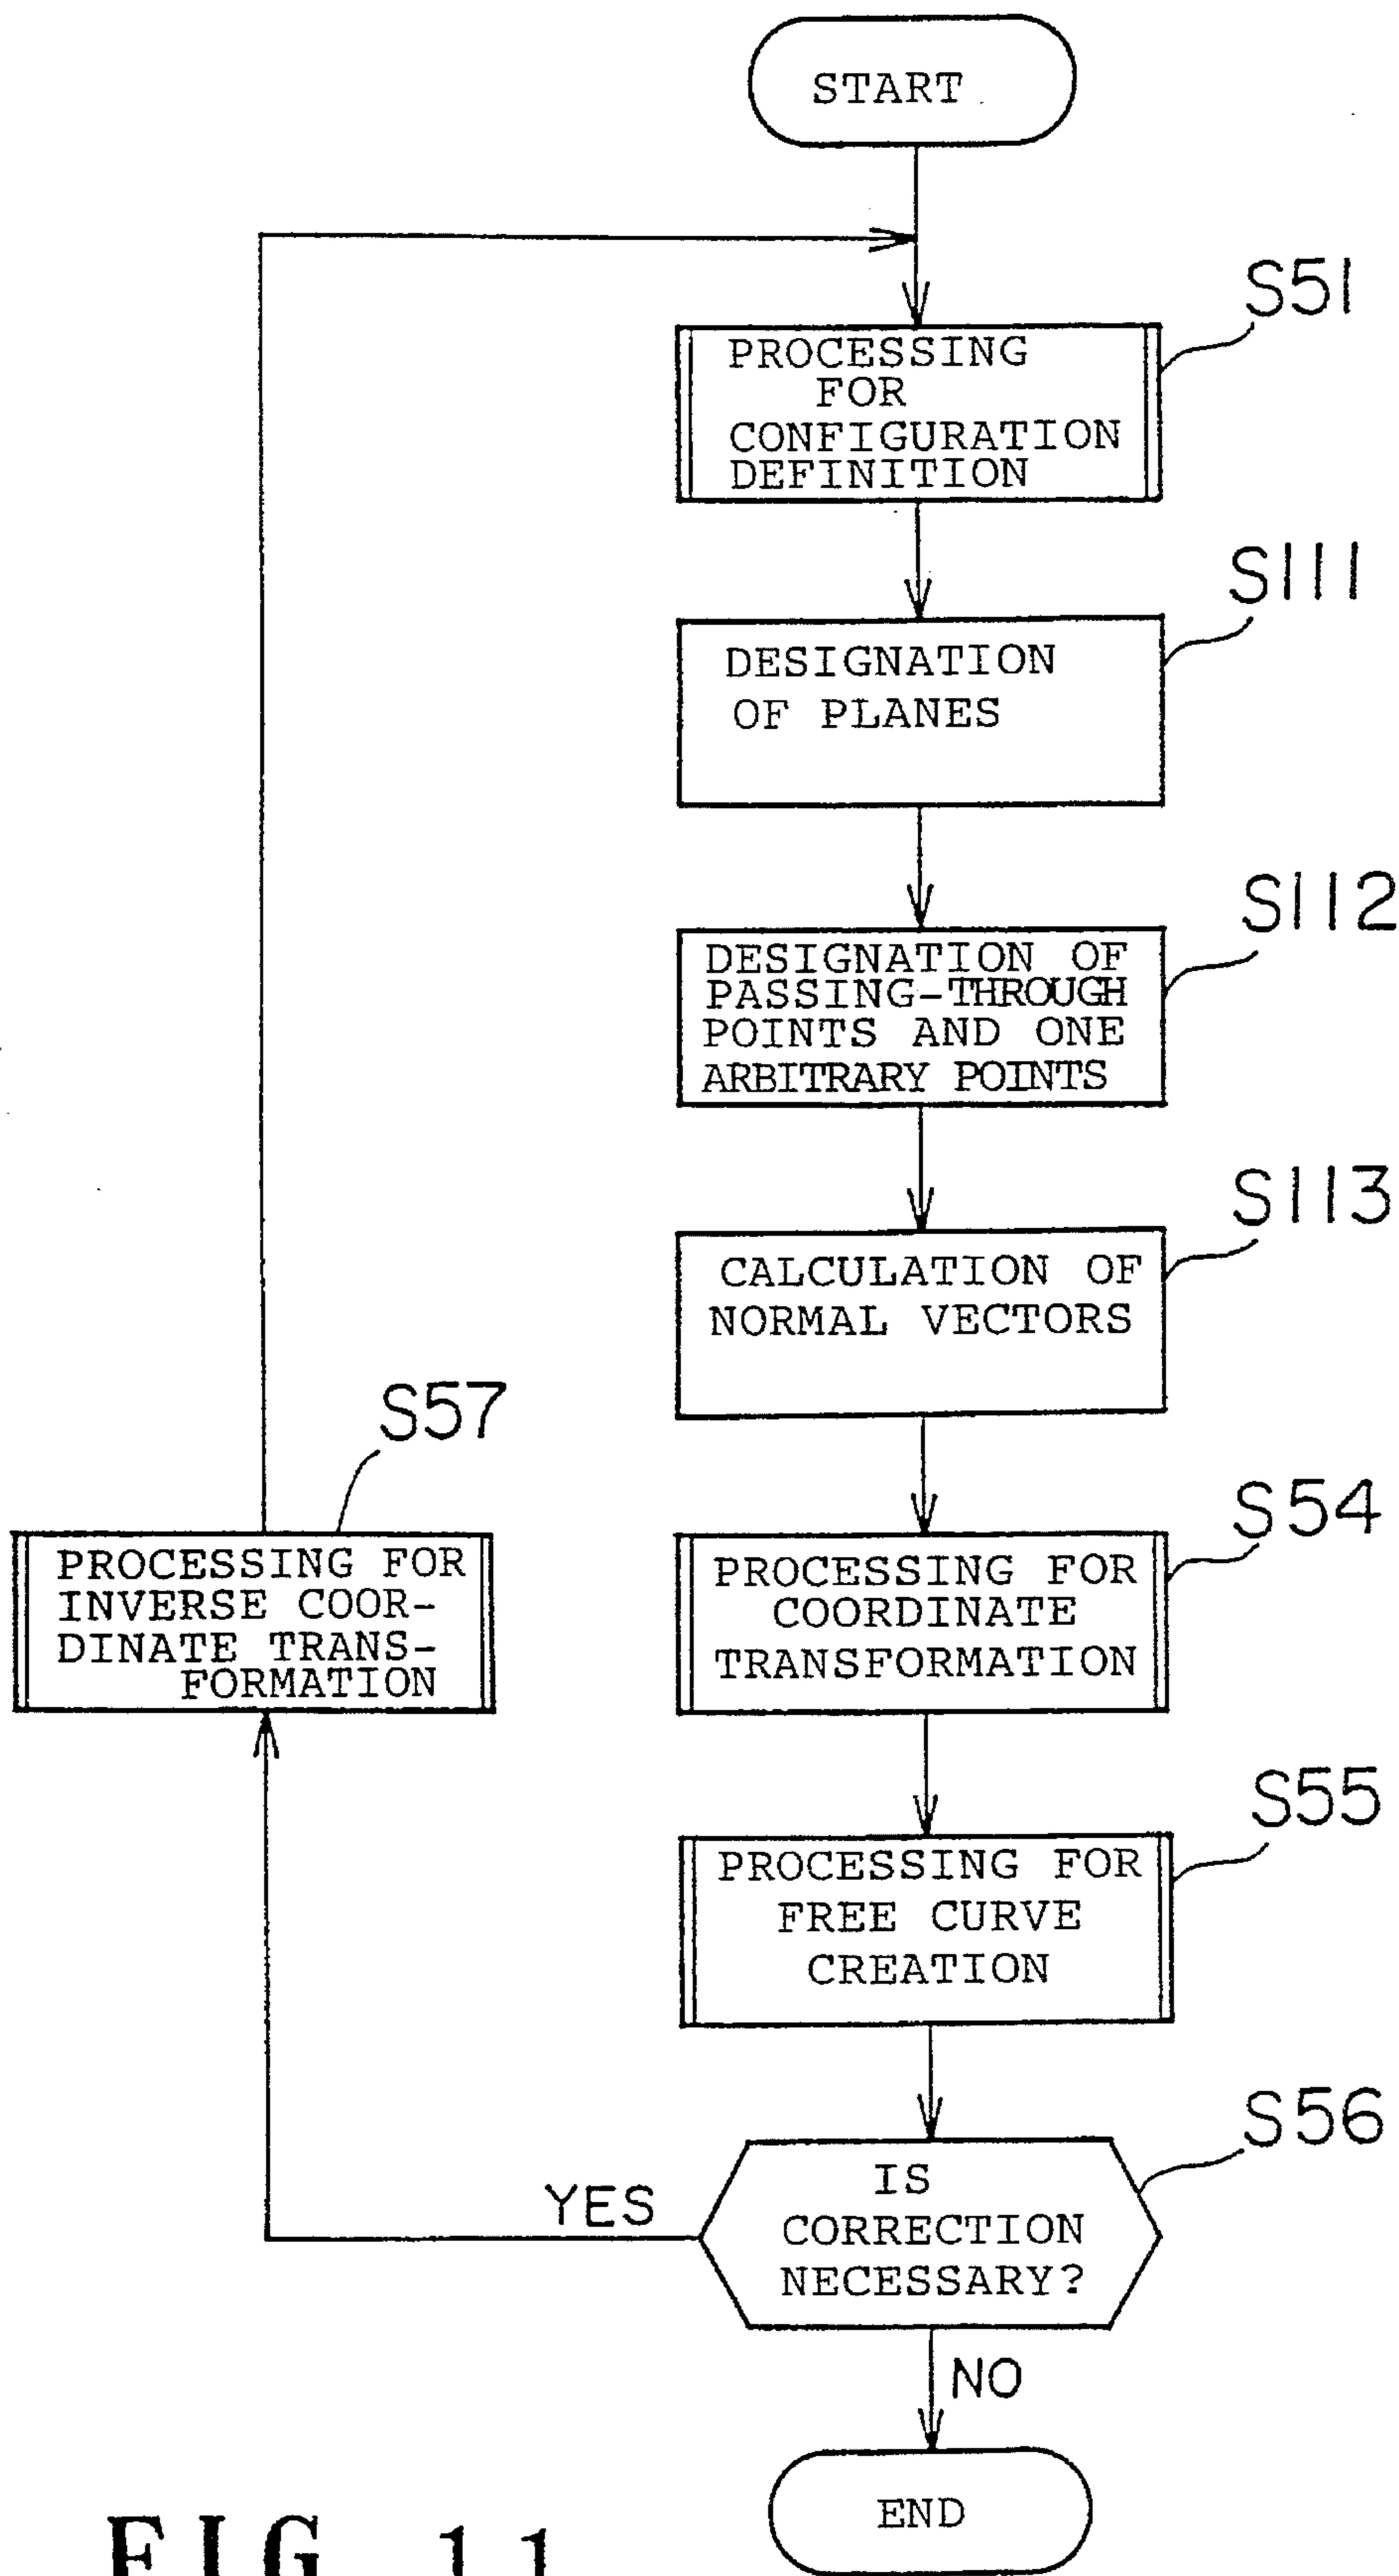 START
S51
PROCESSING
FOR
CONFIGURATION
DEFINITION
S111
DESIGNATION
OF PLANES
S112
DESIGNATION OF
PASSING-THROUGH
POINTS AND ONE
ARBITRARY POINTS
S113
CALCULATION OF
NORMAL VECTORS
S57
PROCESSING FOR
INVERSE COOR-
DINATE TRANS-
FORMATION
S54
PROCESSING FOR
COORDINATE
TRANSFORMATION
S55
PROCESSING FOR
FREE CURVE
CREATION
S56
IS
CORRECTION
NECESSARY?
YES
NO
END
FIG. 11